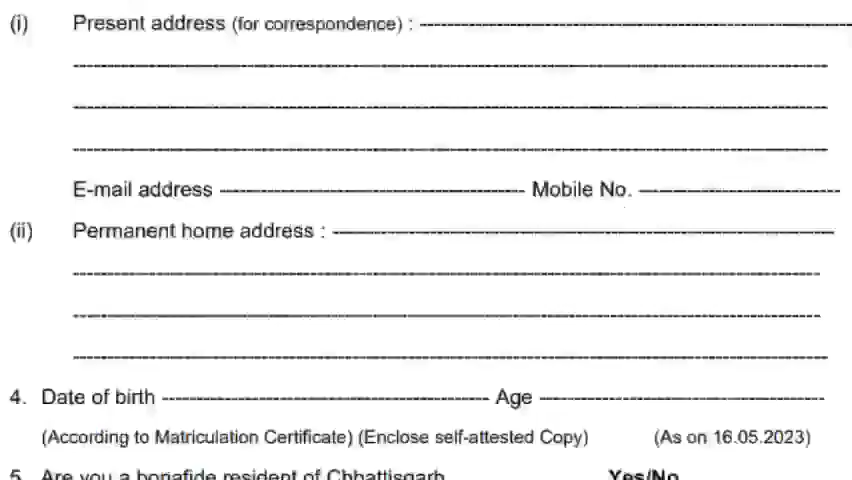 (i) Present address (for correspondence) : ----------------------------------------
----------------------------------------
----------------------------------------
----------------------------------------
E-mail address ---------------------------------------- Mobile No. ----------------------------------------
(ii) Permanent home address : ----------------------------------------
----------------------------------------
----------------------------------------
----------------------------------------
4. Date of birth ---------------------------------------- Age ----------------------------------------
(According to Matriculation Certificate) (Enclose self-attested Copy) (As on 16.05.2023)
5. Are you a bonafide resident of Chhattisgarh Yes/No